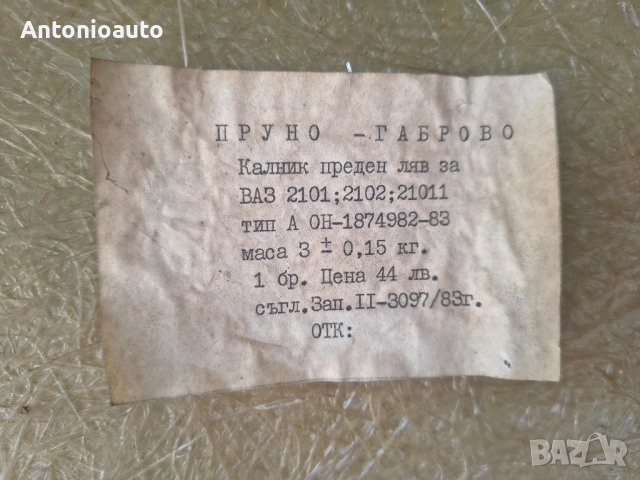 Antonioauto
ПРУНО - ГАБРОВО
Калник преден ляв за
ВАЗ 2101;2102;21011
тип А ОН-1874982-83
маса 3 ± 0,15 кг.
1 бр. Цена 44 лв.
съгл.Зап.II-3097/83г.
ОТК:
BAZAR